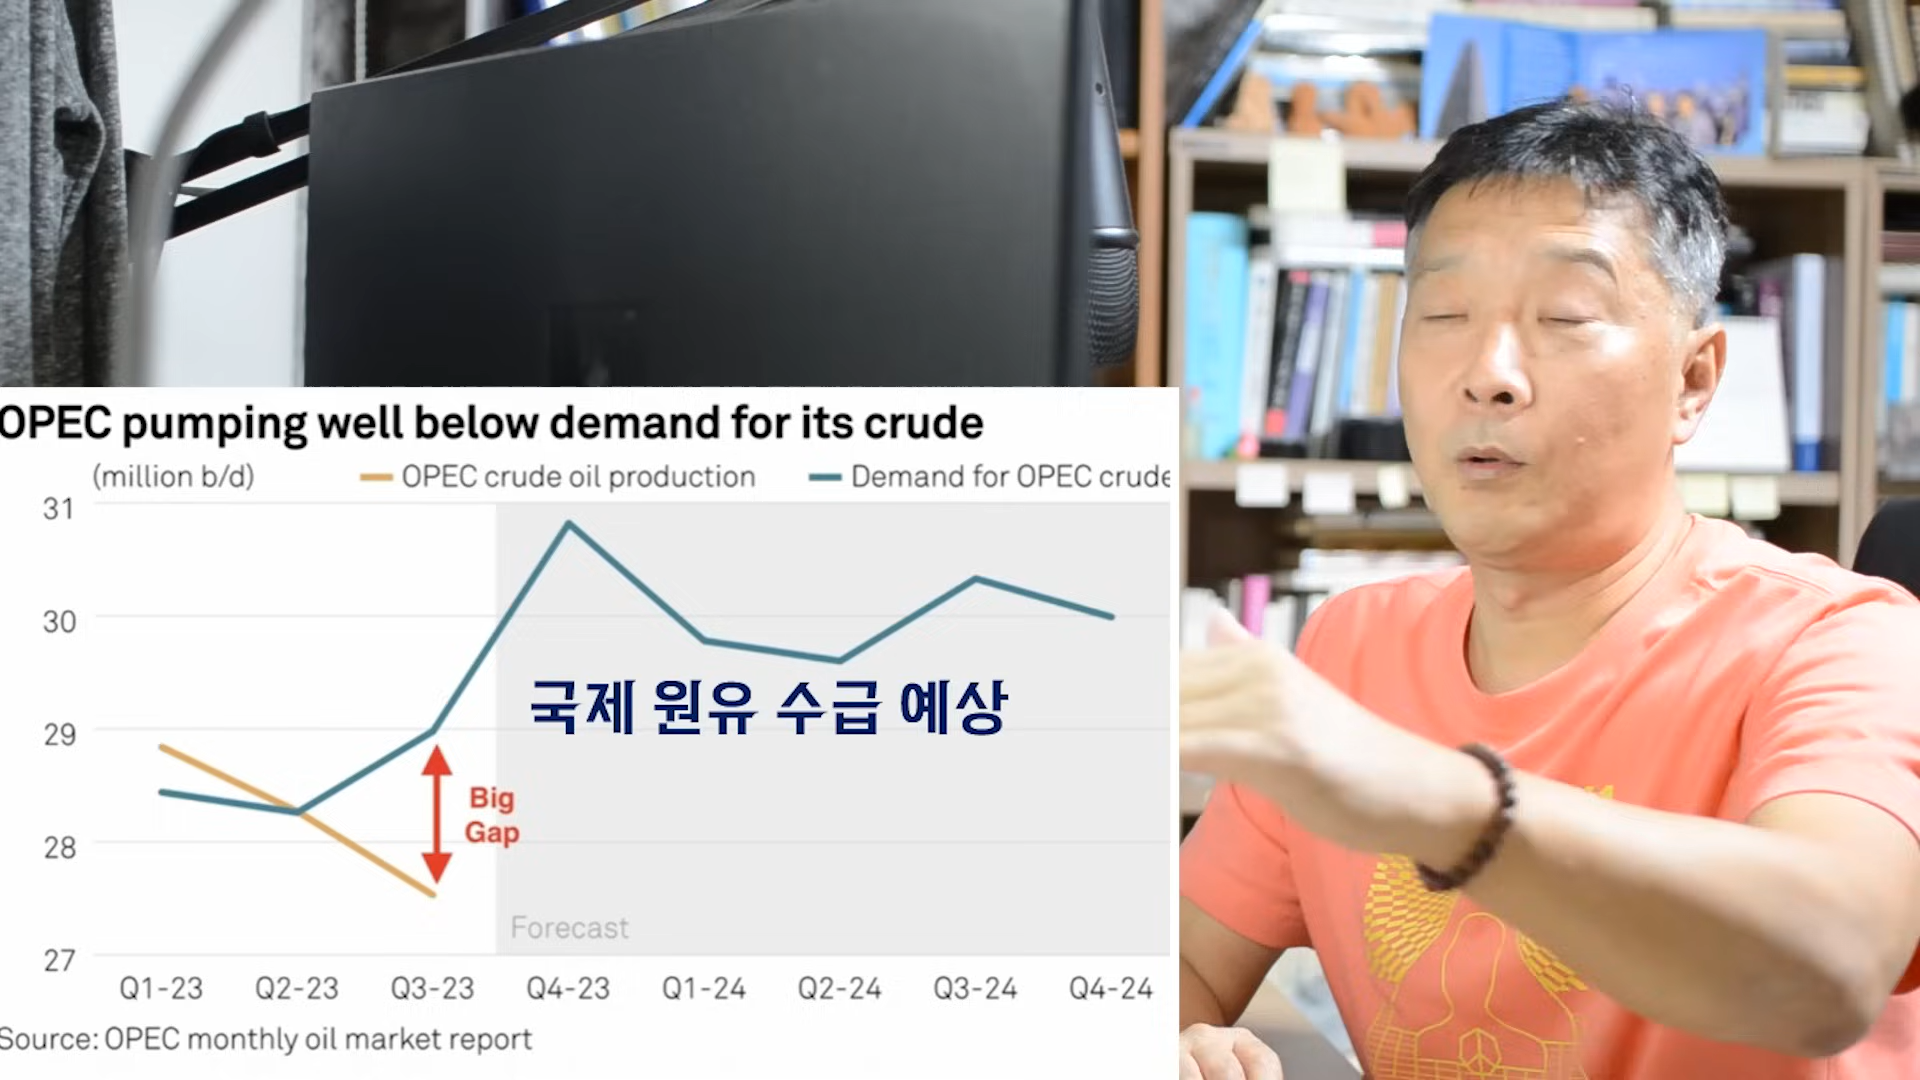 OPEC pumping well below demand for its crude
(million b/d)
OPEC crude oil production
Demand for OPEC crude
31
30
29
28
27
국제 원유 수급 예상
Big
Gap
Forecast
Q1-23
Q2-23
Q3-23
Q4-23
Q1-24
Q2-24
Q3-24
Q4-24
Source: OPEC monthly oil market report